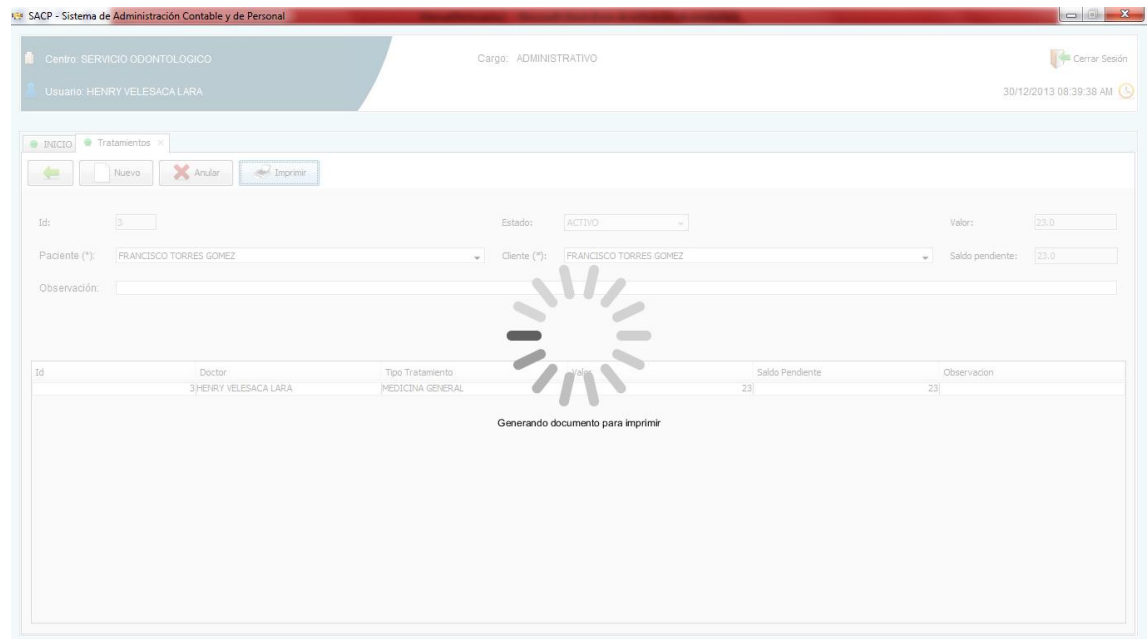 SACP - Sistema de Administración Contable y de Personal
Centro: SERVICIO ODONTOLOGICO
Cargo: ADMINISTRATIVO
Cerrar Sesión
Usuario: HENRY VELESACA LARA
30/12/2013 08:39:38 AM
INICIO Tratamientos
Nuevo Anular Imprimir
Id: 3 Estado: ACTIVO Valor: 23.0
Paciente (*): FRANCISCO TORRES GOMEZ Cliente (*): FRANCISCO TORRES GOMEZ Saldo pendiente: 23.0
Observación:
Id Doctor Tipo Tratamiento Valor Saldo Pendiente Observacion
3 HENRY VELESACA LARA MEDICINA GENERAL 23 23
Generando documento para imprimir